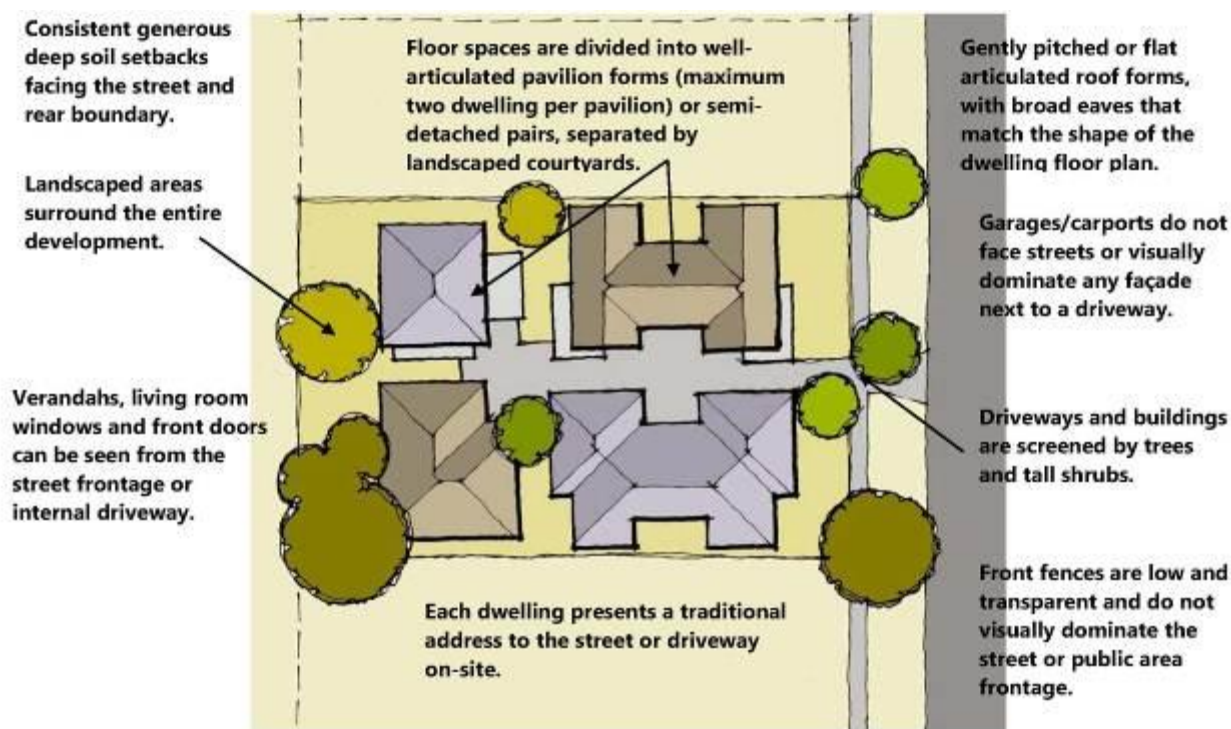 Consistent generous
deep soil setbacks
facing the street and
rear boundary.
Landscaped areas
surround the entire
development.
Verandahs, living room
windows and front doors
can be seen from the
street frontage or
internal driveway.
Floor spaces are divided into well-
articulated pavilion forms (maximum
two dwelling per pavilion) or semi-
detached pairs, separated by
landscaped courtyards.
Each dwelling presents a traditional
address to the street or driveway
on-site.
Gently pitched or flat
articulated roof forms,
with broad eaves that
match the shape of the
dwelling floor plan.
Garages/carports do not
face streets or visually
dominate any façade
next to a driveway.
Driveways and buildings
are screened by trees
and tall shrubs.
Front fences are low and
transparent and do not
visually dominate the
street or public area
frontage.